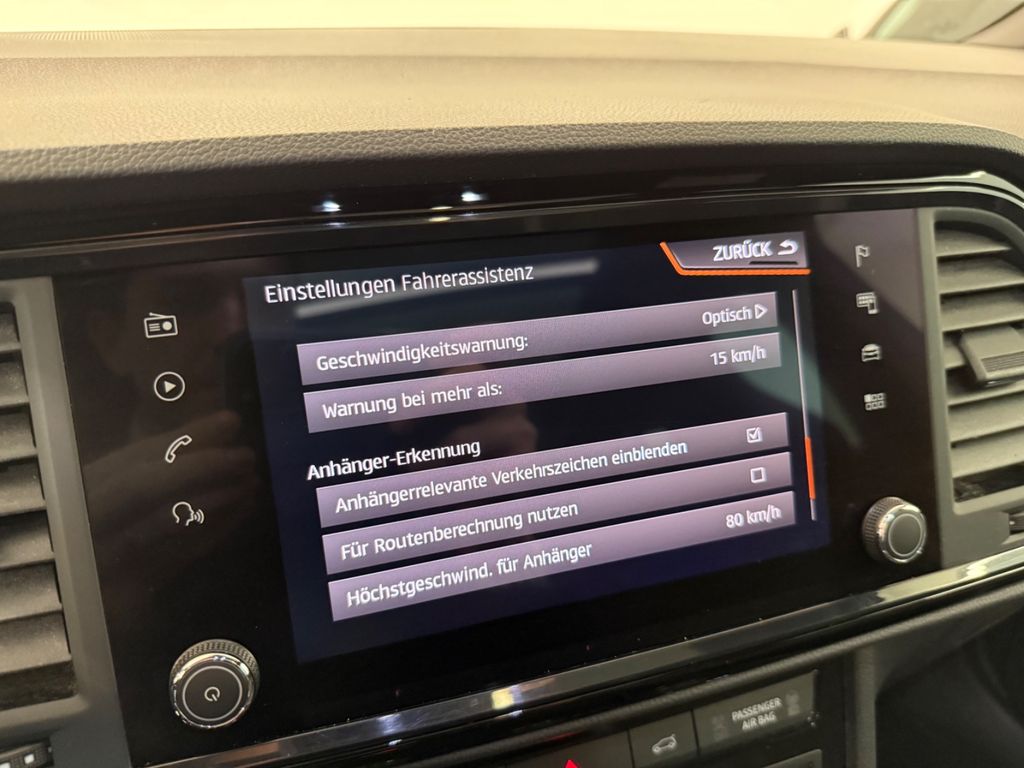 ZURÜCK
Einstellungen Fahrerassistenz
Geschwindigkeitswarnung: Optisch
Warnung bei mehr als: 15 km/h
Anhänger-Erkennung
Anhängerrelevante Verkehrszeichen einblenden
Für Routenberechnung nutzen
Höchstgeschwind. für Anhänger 80 km/h
PASSENGER
AIR BAG